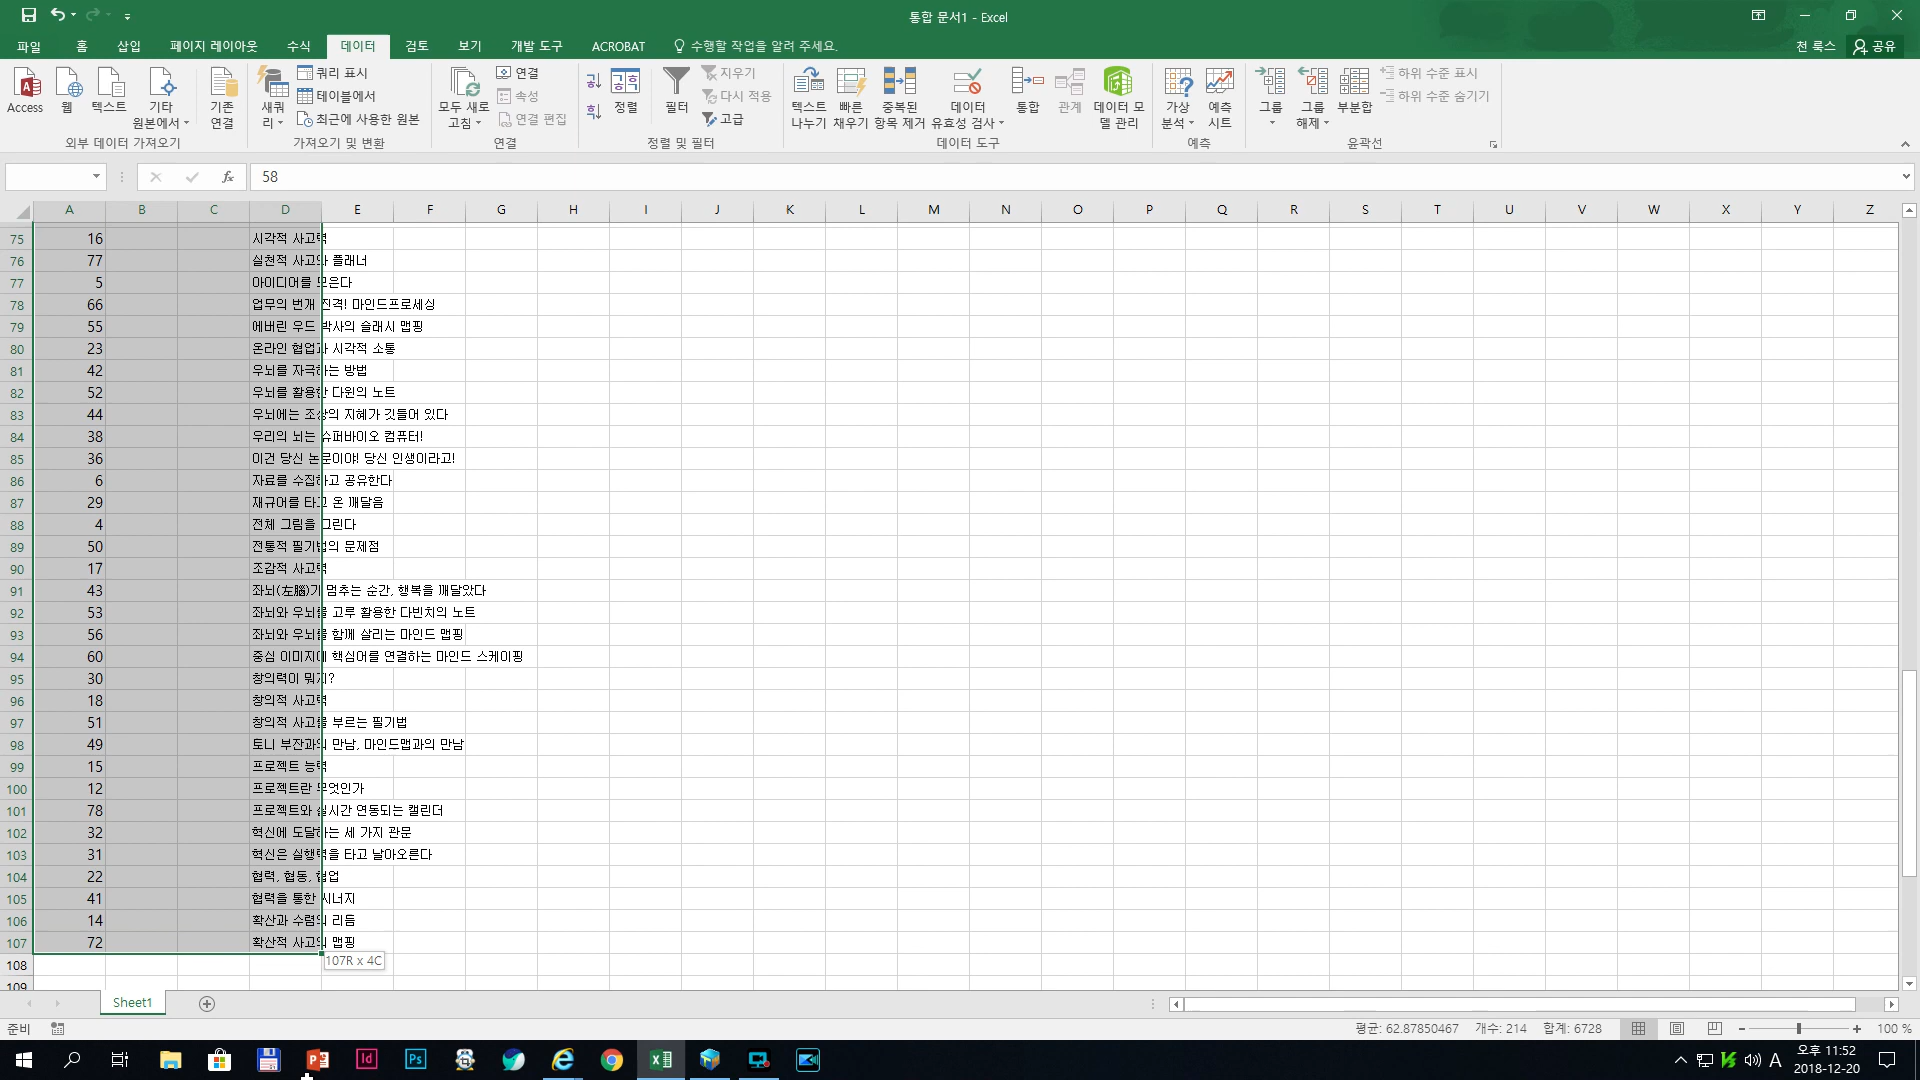 통합 문서1 - Excel
파일 홈 삽입 페이지 레이아웃 수식 데이터 검토 보기 개발 도구 ACROBAT 수행할 작업을 알려 주세요. 천 룩스 공유
Access 웹 텍스트 기타 원본에서 기존 연결
외부 데이터 가져오기
새 쿼리 쿼리 표시 테이블에서 최근에 사용한 원본
가져오기 및 변환
모두 새로 고침 연결 속성 연결 편집
연결
정렬 필터 지우기 다시 적용 고급
정렬 및 필터
텍스트 나누기 빠른 채우기 중복된 항목 제거 데이터 유효성 검사 통합 관계 데이터 모델 관리
데이터 도구
가상 분석 예측 시트
예측
그룹 그룹 해제 부분합 하위 수준 표시 하위 수준 숨기기
윤곽선
fx 58
A B C D E F G H I J K L M N O P Q R S T U V W X Y Z
75 16 시각적 사고력
76 77 실천적 사고와 플래너
77 5 아이디어를 모은다
78 66 업무의 번개 진격! 마인드프로세싱
79 55 에버린 우드 박사의 슬래시 맵핑
80 23 온라인 협업과 시각적 소통
81 42 우뇌를 자극하는 방법
82 52 우뇌를 활용한 다윈의 노트
83 44 우뇌에는 조상의 지혜가 깃들어 있다
84 38 우리의 뇌는 슈퍼바이오 컴퓨터!
85 36 이건 당신 논문이야! 당신 인생이라고!
86 6 자료를 수집하고 공유한다
87 29 재규어를 타고 온 깨달음
88 4 전체 그림을 그린다
89 50 전통적 필기법의 문제점
90 17 조감적 사고력
91 43 좌뇌(左腦)가 멈추는 순간, 행복을 깨달았다
92 53 좌뇌와 우뇌를 고루 활용한 다빈치의 노트
93 56 좌뇌와 우뇌를 함께 살리는 마인드 맵핑
94 60 중심 이미지에 핵심어를 연결하는 마인드 스케이핑
95 30 창의력이 뭐지?
96 18 창의적 사고력
97 51 창의적 사고를 부르는 필기법
98 49 토니 부잔과의 만남, 마인드맵과의 만남
99 15 프로젝트 능력
100 12 프로젝트란 무엇인가
101 78 프로젝트와 실시간 연동되는 캘린더
102 32 혁신에 도달하는 세 가지 관문
103 31 혁신은 실행력을 타고 날아오른다
104 22 협력, 협동, 협업
105 41 협력을 통한 시너지
106 14 확산과 수렴의 리듬
107 72 확산적 사고의 맵핑
107R x 4C
108
109
Sheet1
준비 평균: 62.87850467 개수: 214 합계: 6728 100 %
A 오후 11:52
2018-12-20